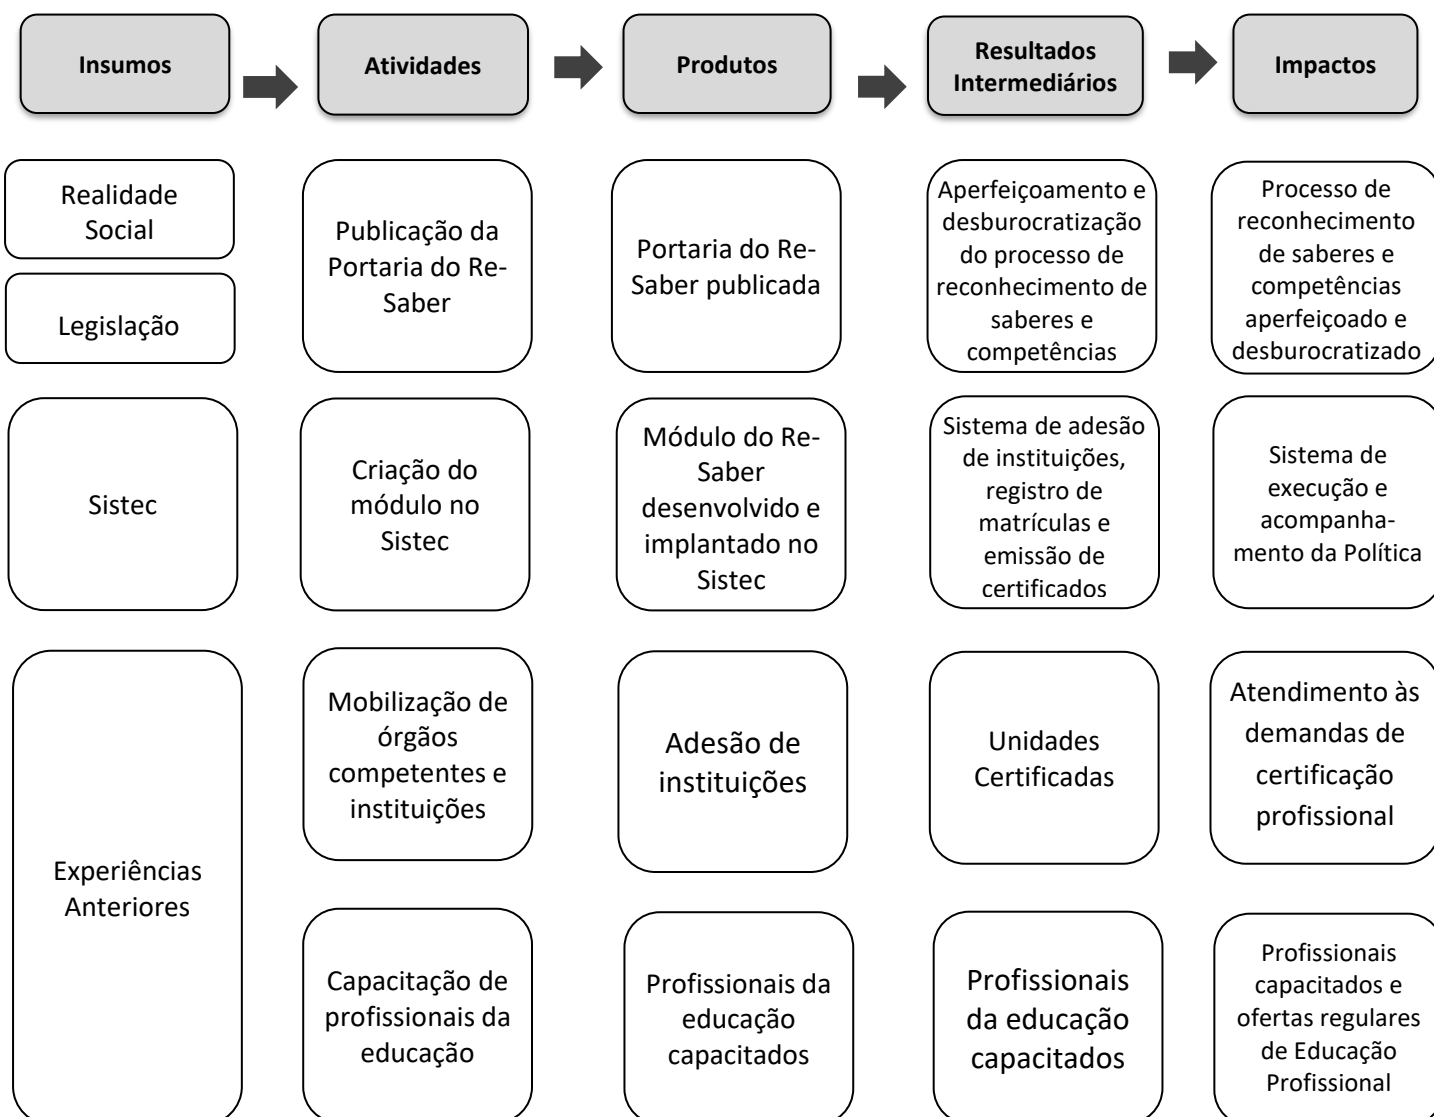 Insumos
Atividades
Produtos
Resultados
Intermediários
Impactos
Realidade
Social
Legislação
Publicação da
Portaria do Re-
Saber
Portaria do Re-
Saber publicada
Aperfeiçoamento e
desburocratização
do processo de
reconhecimento de
saberes e
competências
Processo de
reconhecimento
de saberes e
competências
aperfeiçoado e
desburocratizado
Sistec
Criação do
módulo no
Sistec
Módulo do Re-
Saber
desenvolvido e
implantado no
Sistec
Sistema de adesão
de instituições,
registro de
matrículas e
emissão de
certificados
Sistema de
execução e
acompanha-
mento da Política
Experiências
Anteriores
Mobilização de
órgãos
competentes e
instituições
Adesão de
instituições
Unidades
Certificadas
Atendimento às
demandas de
certificação
profissional
Capacitação de
profissionais da
educação
Profissionais da
educação
capacitados
Profissionais
da educação
capacitados
Profissionais
capacitados e
ofertas regulares
de Educação
Profissional